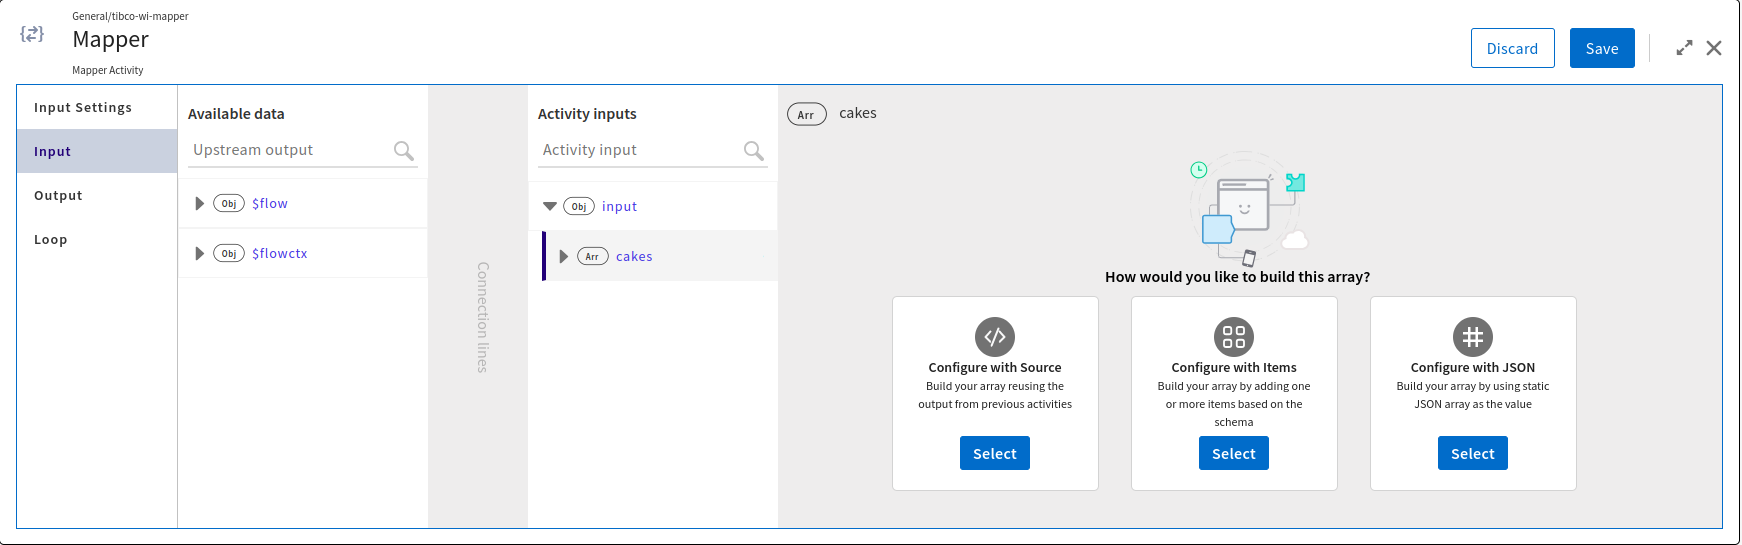 General/tibco-wi-mapper
Mapper
Mapper Activity
Discard
Save
Input Settings
Input
Output
Loop
Available data
Upstream output
Obj $flow
Obj $flowctx
Connection lines
Activity inputs
Activity input
Obj input
Arr cakes
Arr cakes
How would you like to build this array?
Configure with Source
Build your array reusing the
output from previous activities
Select
Configure with Items
Build your array by adding one
or more items based on the
schema
Select
Configure with JSON
Build your array by using static
JSON array as the value
Select